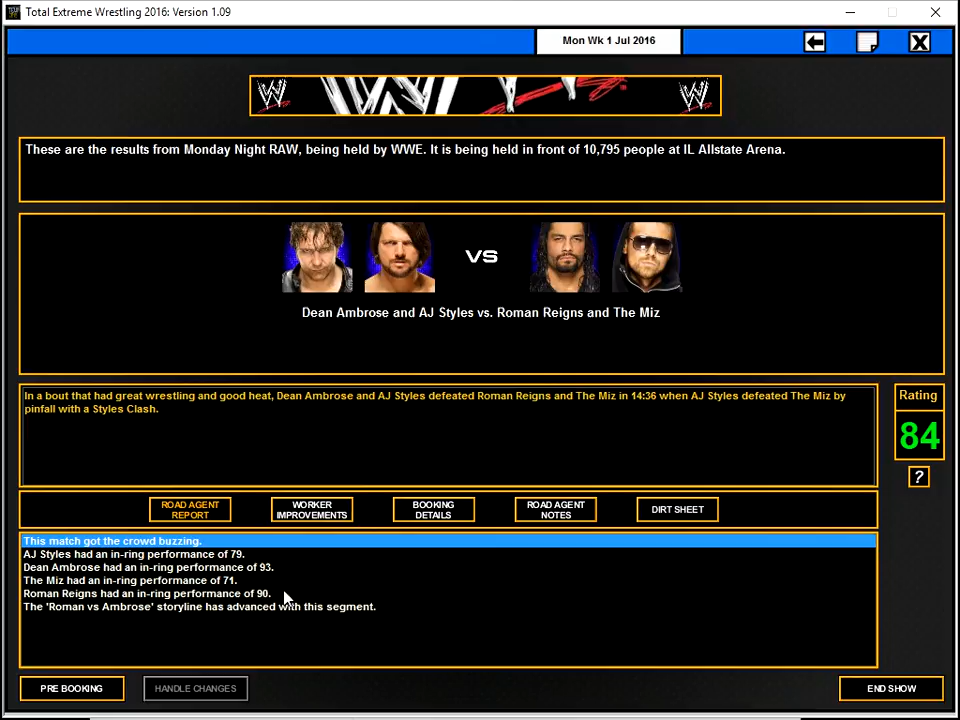 Total Extreme Wrestling 2016: Version 1.09
Mon Wk 1 Jul 2016
These are the results from Monday Night RAW, being held by WWE. It is being held in front of 10,795 people at IL Allstate Arena.
VS
Dean Ambrose and AJ Styles vs. Roman Reigns and The Miz
In a bout that had great wrestling and good heat, Dean Ambrose and AJ Styles defeated Roman Reigns and The Miz in 14:36 when AJ Styles defeated The Miz by
pinfall with a Styles Clash.
Rating
84
?
ROAD AGENT
REPORT
WORKER
IMPROVEMENTS
BOOKING
DETAILS
ROAD AGENT
NOTES
DIRT SHEET
This match got the crowd buzzing.
AJ Styles had an in-ring performance of 79.
Dean Ambrose had an in-ring performance of 93.
The Miz had an in-ring performance of 71.
Roman Reigns had an in-ring performance of 90.
The 'Roman vs Ambrose' storyline has advanced with this segment.
PRE BOOKING
HANDLE CHANGES
END SHOW